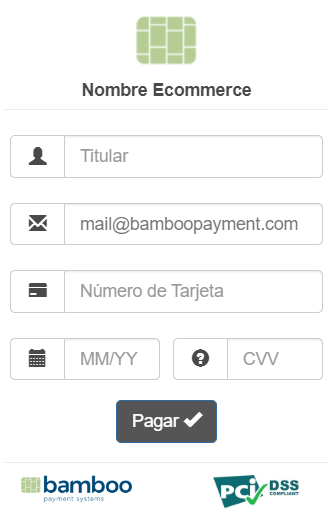 Nombre Ecommerce
Titular
mail@bamboopayment.com
Número de Tarjeta
MM/YY
CVV
Pagar
bamboo
payment systems
PCI DSS
COMPLIANT